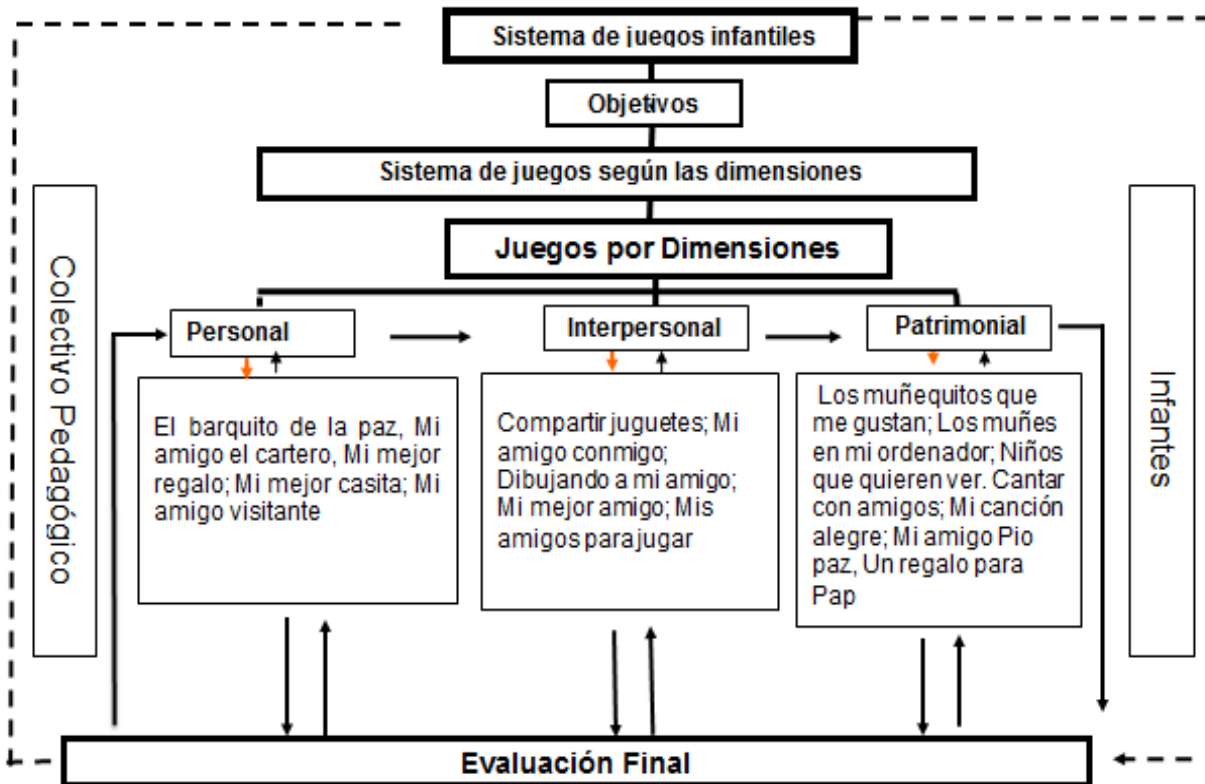 Sistema de juegos infantiles
Objetivos
Sistema de juegos según las dimensiones
Juegos por Dimensiones
Colectivo Pedagógico
Personal
Interpersonal
Patrimonial
Infantes
El barquito de la paz, Mi
amigo el cartero, Mi mejor
regalo; Mi mejor casita; Mi
amigo visitante
Compartir juguetes; Mi
amigo conmigo;
Dibujando a mi amigo;
Mi mejor amigo; Mis
amigos para jugar
Los muñequitos que
me gustan; Los muñes
en mi ordenador; Niños
que quieren ver. Cantar
con amigos; Mi canción
alegre; Mi amigo Pio
paz, Un regalo para
Pap
Evaluación Final